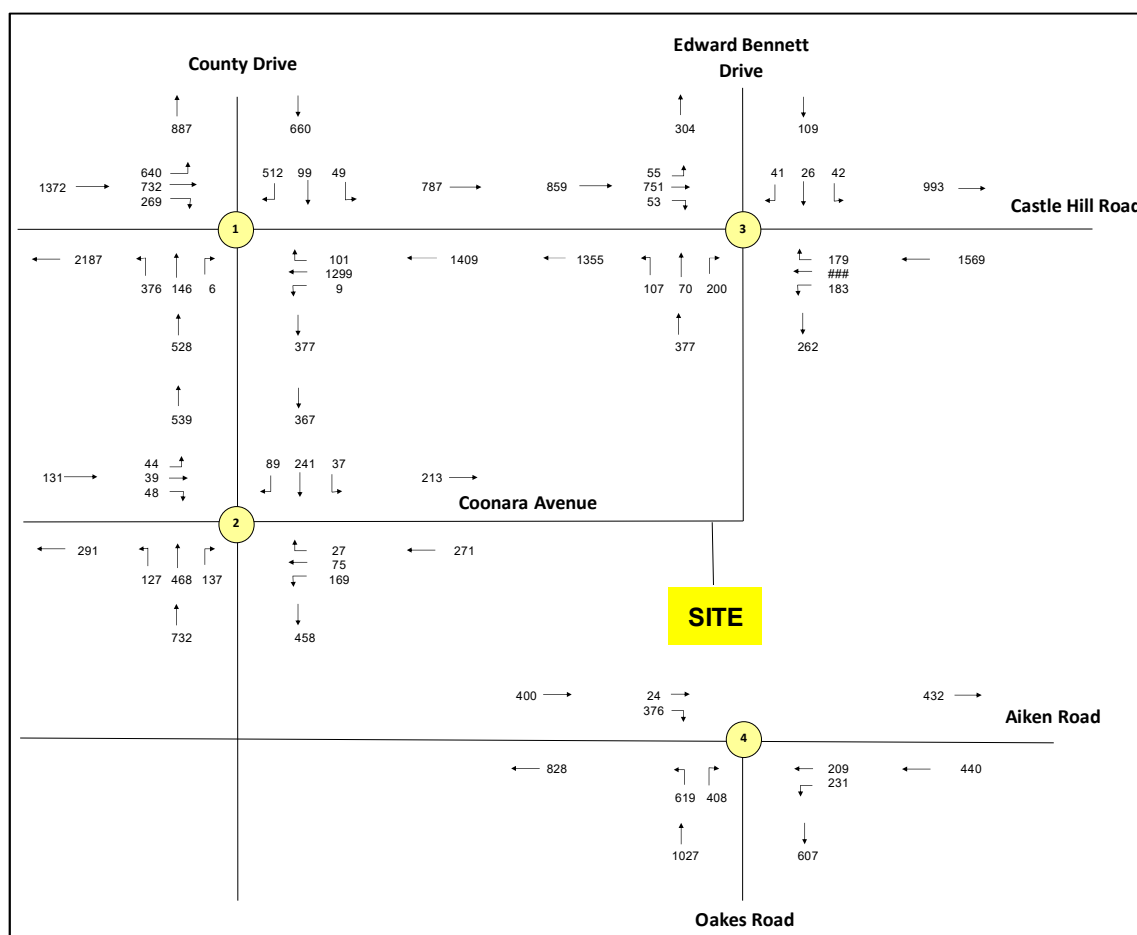 Edward Bennett
Drive
County Drive
887 660 304 109
640 512 99 49 55 41 26 42
1372 732 787 859 751 993
269 53
Castle Hill Road
1 3
2187 101 1409 1355 179 1569
1299 ###
376 146 6 9 107 70 200 183
528 377 377 262
539 367
44 89 241 37
131 39 213
48
Coonara Avenue
2
291 27 271
75
127 468 137 169
SITE
732 458
400 24 432
376
Aiken Road
4
828 209 440
231
619 408
1027 607
Oakes Road